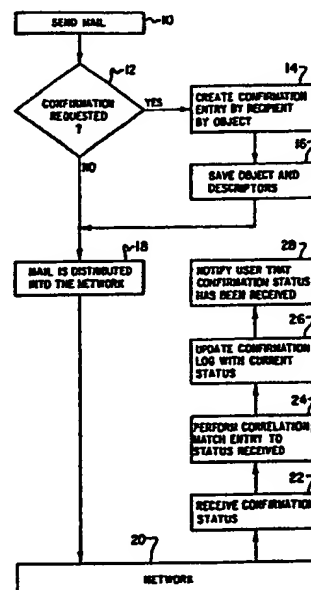 SEND MAIL
10
12
CONFIRMATION
REQUESTED
?
YES
NO
14
CREATE CONFIRMATION
ENTRY BY RECIPIENT
BY OBJECT
16
SAVE OBJECT AND
DESCRIPTORS
18
MAIL IS DISTRIBUTED
INTO THE NETWORK
28
NOTIFY USER THAT
CONFIRMATION STATUS
HAS BEEN RECEIVED
26
UPDATE CONFIRMATION
LOG WITH CURRENT
STATUS
24
PERFORM CORRELATION,
MATCH ENTRY TO
STATUS RECEIVED
22
RECEIVE CONFIRMATION
STATUS
20
NETWORK